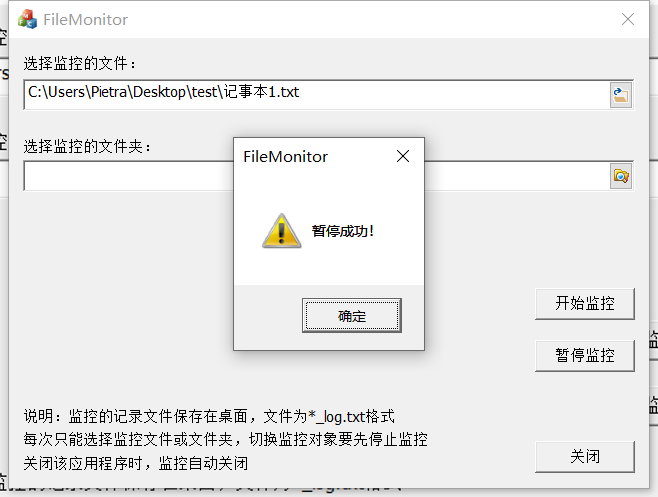 FileMonitor
选择监控的文件：
C:\Users\Pietra\Desktop\test\记事本1.txt
选择监控的文件夹：
FileMonitor
暂停成功!
确定
开始监控
暂停监控
说明：监控的记录文件保存在桌面，文件为*_log.txt格式
每次只能选择监控文件或文件夹，切换监控对象要先停止监控
关闭该应用程序时，监控自动关闭
关闭